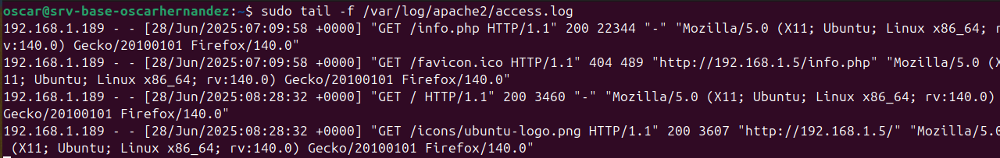 oscar@srv-base-oscarhernandez:~$ sudo tail -f /var/log/apache2/access.log
192.168.1.189 - - [28/Jun/2025:07:09:58 +0000] "GET /info.php HTTP/1.1" 200 22344 "-" "Mozilla/5.0 (X11; Ubuntu; Linux x86_64; r
v:140.0) Gecko/20100101 Firefox/140.0"
192.168.1.189 - - [28/Jun/2025:07:09:58 +0000] "GET /favicon.ico HTTP/1.1" 404 489 "http://192.168.1.5/info.php" "Mozilla/5.0 (X
11; Ubuntu; Linux x86_64; rv:140.0) Gecko/20100101 Firefox/140.0"
192.168.1.189 - - [28/Jun/2025:08:28:32 +0000] "GET / HTTP/1.1" 200 3460 "-" "Mozilla/5.0 (X11; Ubuntu; Linux x86_64; rv:140.0)
Gecko/20100101 Firefox/140.0"
192.168.1.189 - - [28/Jun/2025:08:28:32 +0000] "GET /icons/ubuntu-logo.png HTTP/1.1" 200 3607 "http://192.168.1.5/" "Mozilla/5.0
(X11; Ubuntu; Linux x86_64; rv:140.0) Gecko/20100101 Firefox/140.0"